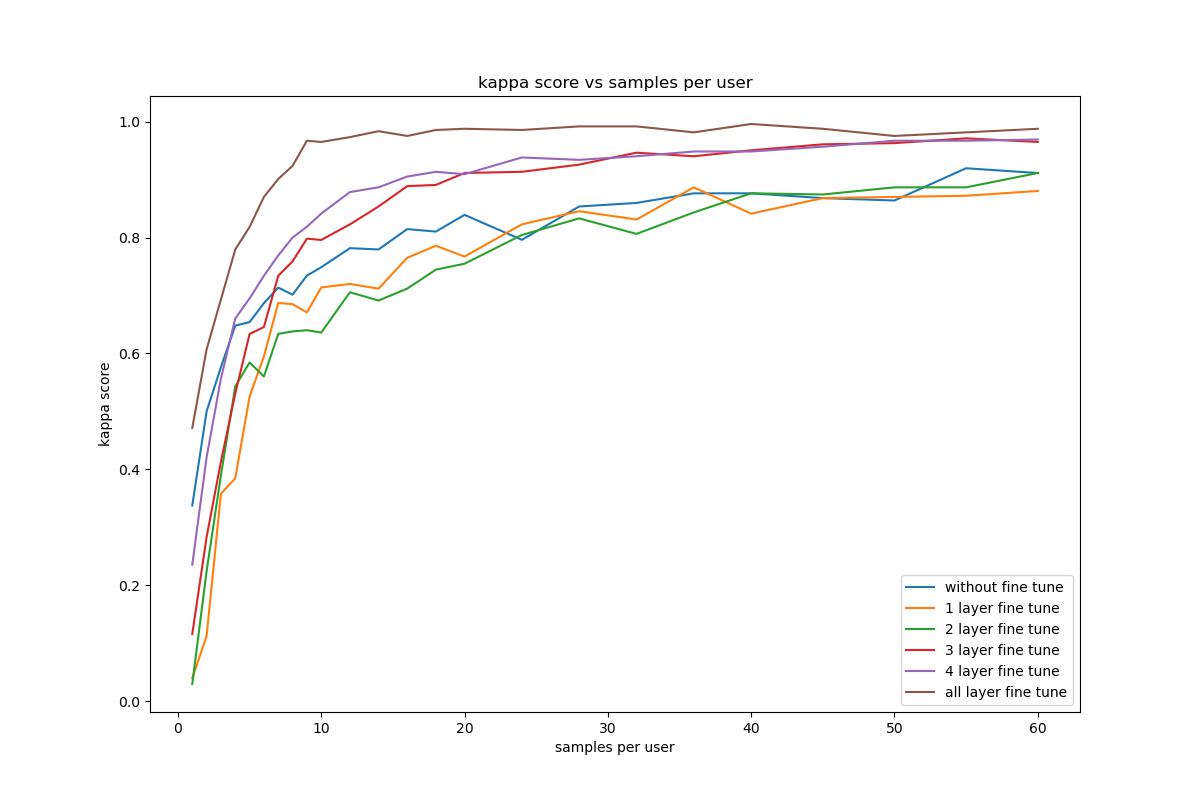 kappa score vs samples per user
1.0
0.8
0.6
0.4
0.2
0.0
kappa score
0 10 20 30 40 50 60
samples per user
without fine tune
1 layer fine tune
2 layer fine tune
3 layer fine tune
4 layer fine tune
all layer fine tune